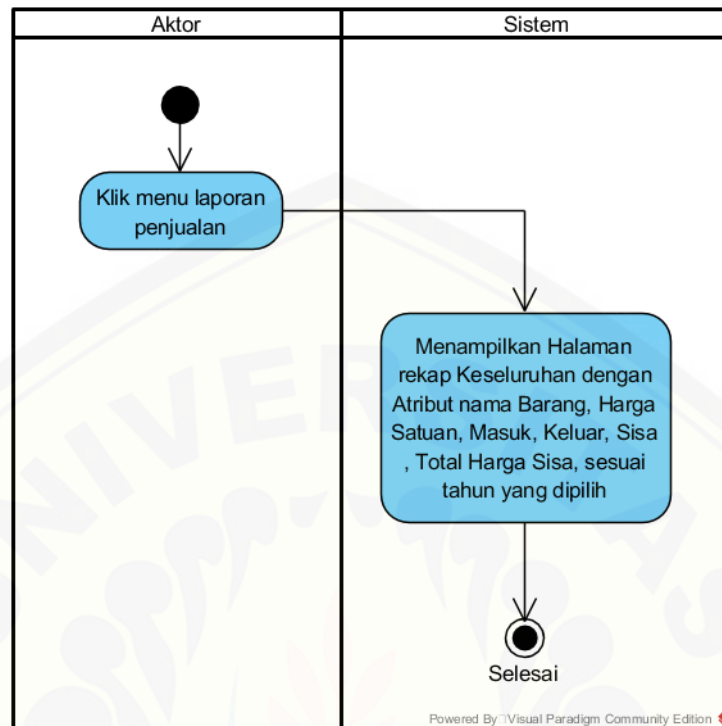 Aktor
Sistem
Klik menu laporan
penjualan
Menampilkan Halaman
rekap Keseluruhan dengan
Atribut nama Barang, Harga
Satuan, Masuk, Keluar, Sisa
, Total Harga Sisa, sesuai
tahun yang dipilih
Selesai
Powered By Visual Paradigm Community Edition
UNIVERSITAS